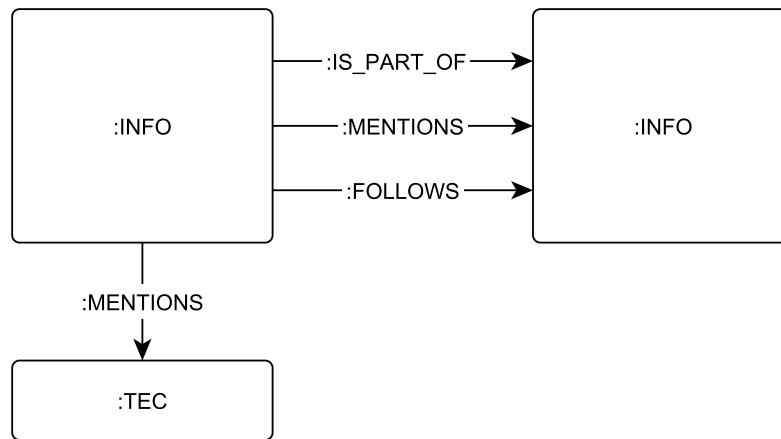 :IS_PART_OF
:INFO
:MENTIONS
:INFO
:FOLLOWS
:MENTIONS
:TEC